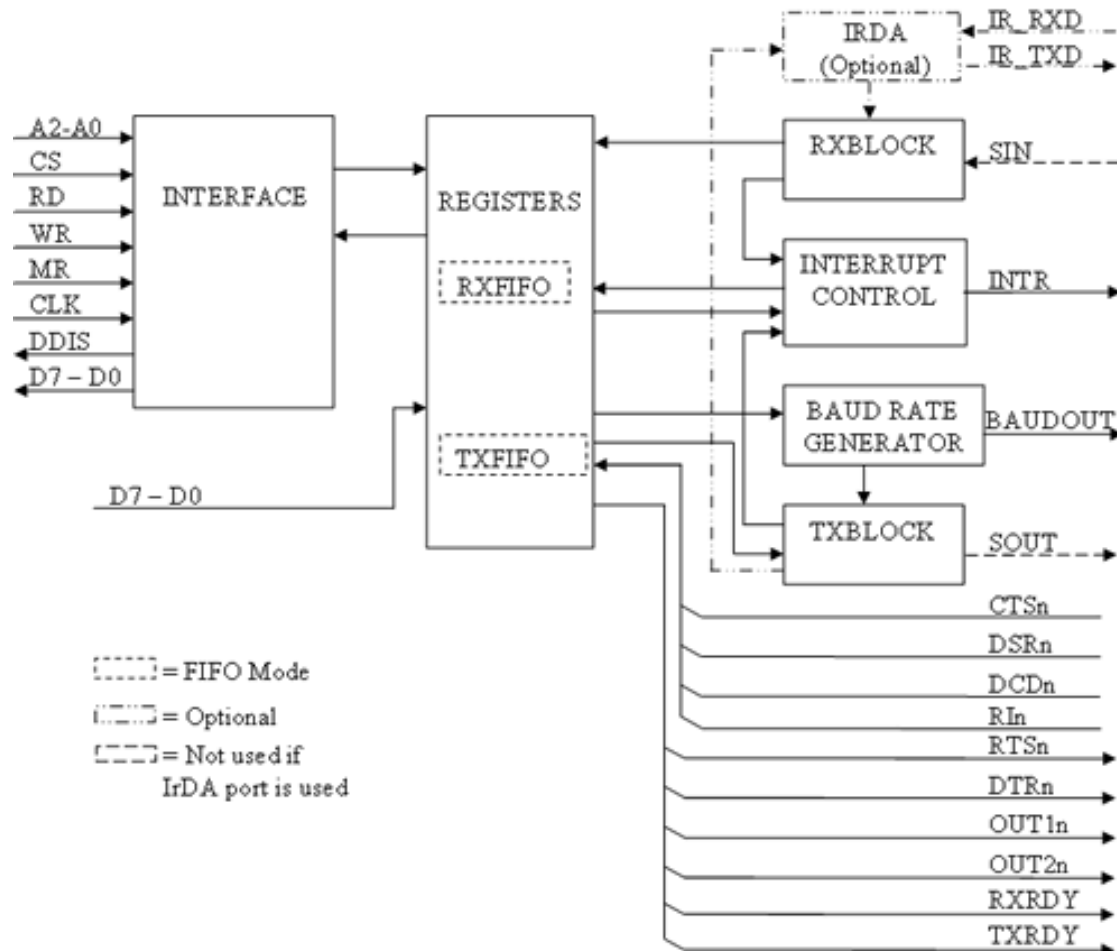 A2-A0
CS
RD
WR
MR
CLK
DDIS
D7 – D0
INTERFACE
D7 – D0
REGISTERS
RXFIFO
TXFIFO
IRDA
(Optional)
IR_RXD
IR_TXD
RXBLOCK
SIN
INTERRUPT
CONTROL
INTR
BAUD RATE
GENERATOR
BAUDOUT
TXBLOCK
SOUT
CTSn
DSRn
DCDn
RIn
RTSn
DTRn
OUT1n
OUT2n
RXRDY
TXRDY
= FIFO Mode
= Optional
= Not used if
IrDA port is used